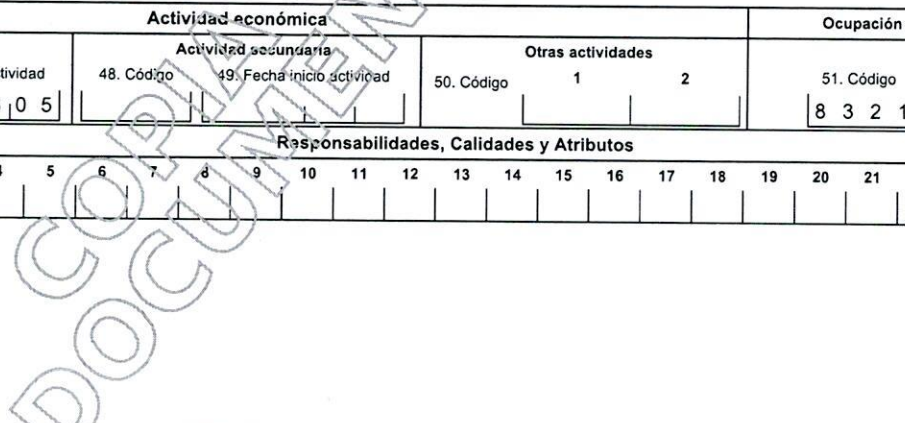 Actividad económica Ocupación
Actividad secundaria Otras actividades
tividad 48. Código 49. Fecha inicio actividad 50. Código 1 2 51. Código
0 5 8 3 2 1
Responsabilidades, Calidades y Atributos
5 6 7 8 9 10 11 12 13 14 15 16 17 18 19 20 21
COPIA
DOCUMEN